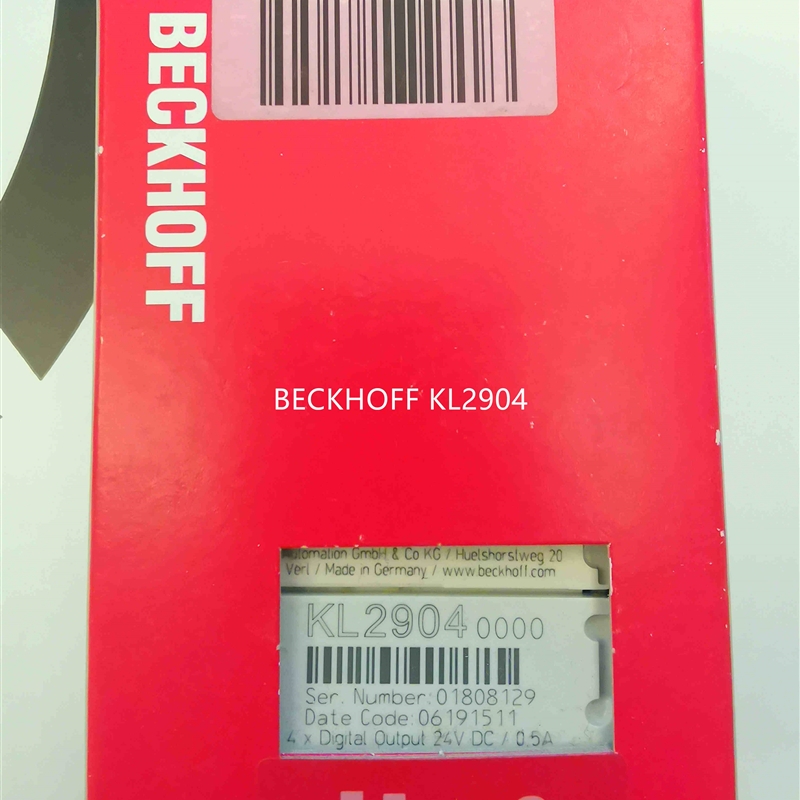 BECKHOFF
BECKHOFF KL2904
Automation GmbH & Co KG / Huelshorstweg 20
Verl / Made in Germany / www.beckhoff.com
KL2904 0000
Ser. Number: 01808129
Date Code: 06191511
4 x Digital Output 24V DC / 0.5A